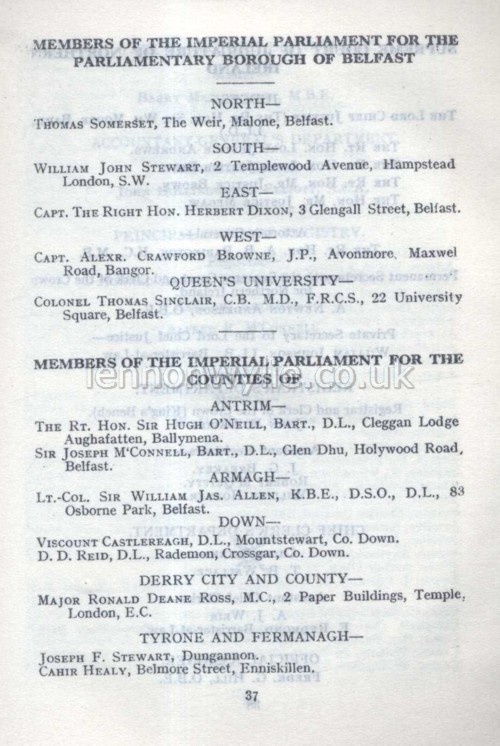 MEMBERS OF THE IMPERIAL PARLIAMENT FOR THE
PARLIAMENTARY BOROUGH OF BELFAST
NORTH—
THOMAS SOMERSET, The Weir, Malone, Belfast.
SOUTH—
WILLIAM JOHN STEWART, 2 Templewood Avenue, Hampstead
London, S.W.
EAST—
CAPT. THE RIGHT HON. HERBERT DIXON, 3 Glengall Street, Belfast.
WEST—
CAPT. ALEXR. CRAWFORD BROWNE, J.P., Avonmore, Maxwel
Road, Bangor.
QUEEN'S UNIVERSITY—
COLONEL THOMAS SINCLAIR, C.B. M.D., F.R.C.S., 22 University
Square, Belfast.
MEMBERS OF THE IMPERIAL PARLIAMENT FOR THE
COUNTIES OF
lennonwylie.co.uk
ANTRIM—
THE RT. HON. SIR HUGH O'NEILL, BART., D.L., Cleggan Lodge
Aughafatten, Ballymena.
SIR JOSEPH M'CONNELL, BART., D.L., Glen Dhu, Holywood Road,
Belfast.
ARMAGH—
LT.-COL. SIR WILLIAM JAS. ALLEN, K.B.E., D.S.O., D.L., 83
Osborne Park, Belfast.
DOWN—
VISCOUNT CASTLEREAGH, D.L., Mountstewart, Co. Down.
D. D. REID, D.L., Rademon, Crossgar, Co. Down.
DERRY CITY AND COUNTY—
MAJOR RONALD DEANE ROSS, M.C., 2 Paper Buildings, Temple,
London, E.C.
TYRONE AND FERMANAGH—
JOSEPH F. STEWART, Dungannon.
CAHIR HEALY, Belmore Street, Enniskillen.
37